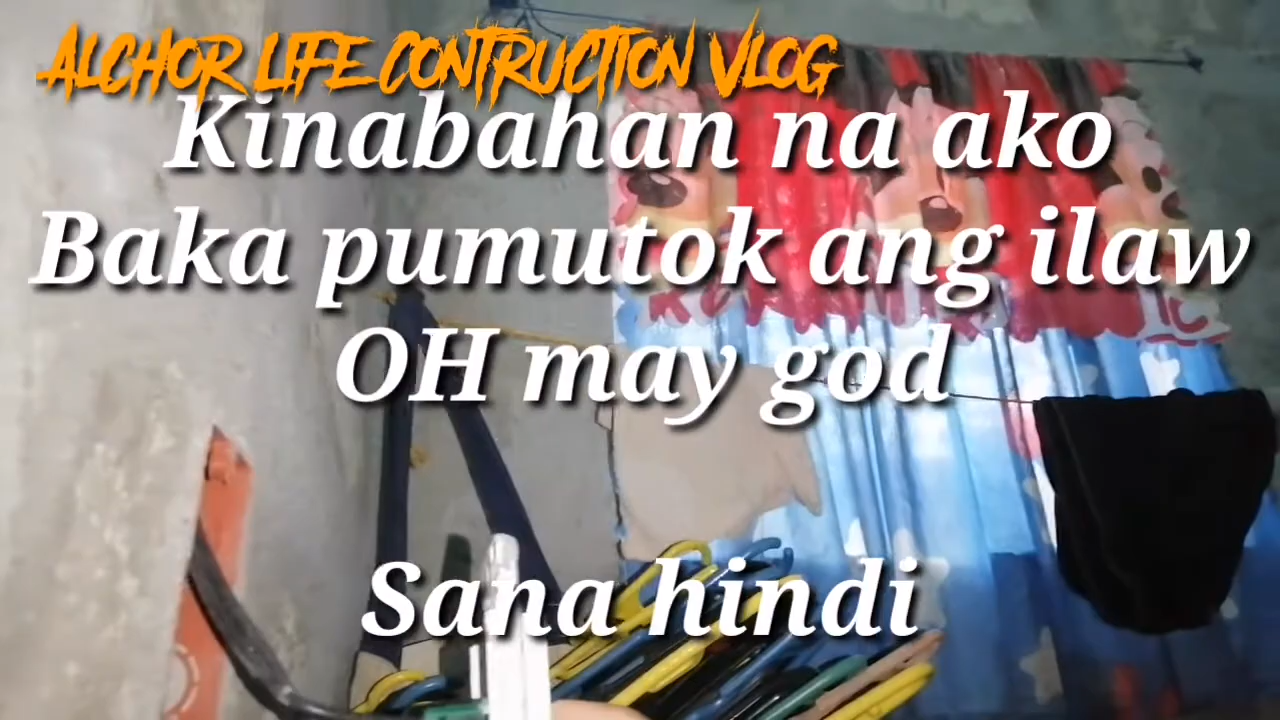 ALCHOR LIFE CONTRUCTION VLOG
Kinabahan na ako
Baka pumutok ang ilaw
OH may god
Sana hindi